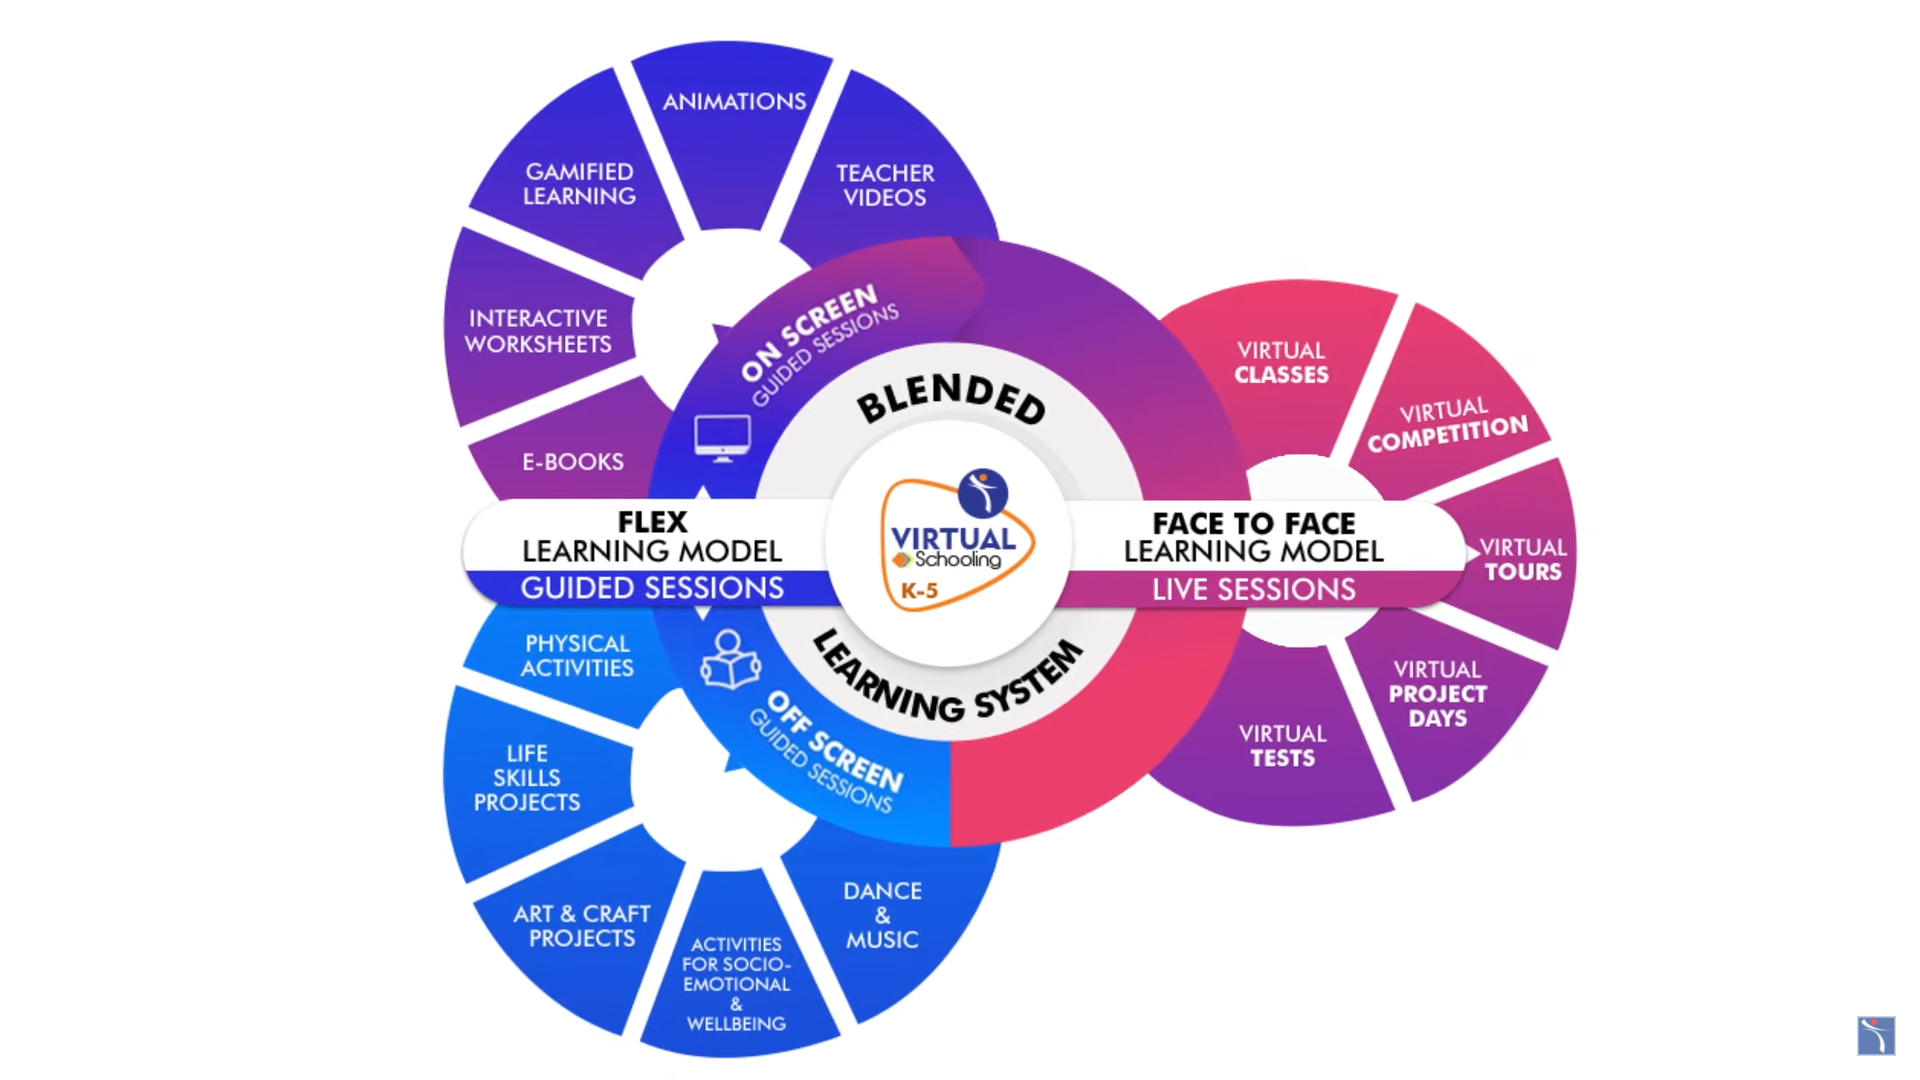 ANIMATIONS
GAMIFIED
LEARNING
TEACHER
VIDEOS
INTERACTIVE
WORKSHEETS
E-BOOKS
ON SCREEN
GUIDED SESSIONS
BLENDED
LEARNING SYSTEM
VIRTUAL
Schooling
K-5
FLEX
LEARNING MODEL
GUIDED SESSIONS
FACE TO FACE
LEARNING MODEL
LIVE SESSIONS
VIRTUAL
CLASSES
VIRTUAL
COMPETITION
VIRTUAL
TOURS
VIRTUAL
PROJECT
DAYS
VIRTUAL
TESTS
OFF SCREEN
GUIDED SESSIONS
PHYSICAL
ACTIVITIES
LIFE
SKILLS
PROJECTS
ART & CRAFT
PROJECTS
ACTIVITIES
FOR SOCIO-
EMOTIONAL
&
WELLBEING
DANCE
&
MUSIC